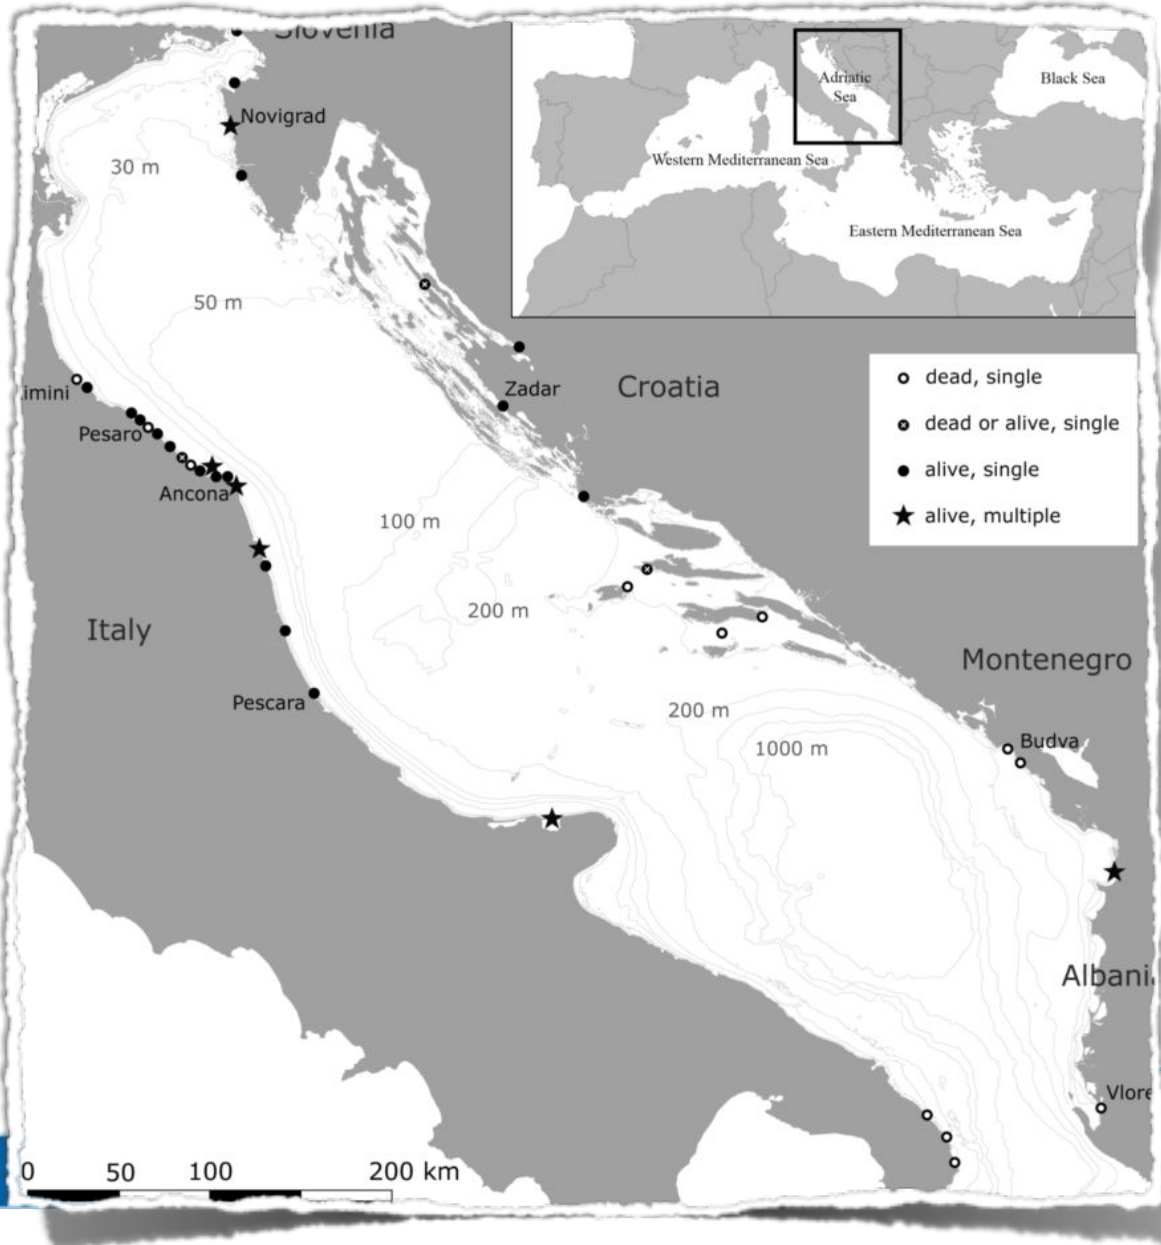 Slovenia
Novigrad
30 m
50 m
Adriatic
Sea
Black Sea
Western Mediterranean Sea
Eastern Mediterranean Sea
imini
Pesaro
Ancona
Zadar
Croatia
dead, single
dead or alive, single
alive, single
alive, multiple
100 m
200 m
Italy
Pescara
Montenegro
200 m
1000 m
Budva
Albani
Vlore
0 50 100 200 km